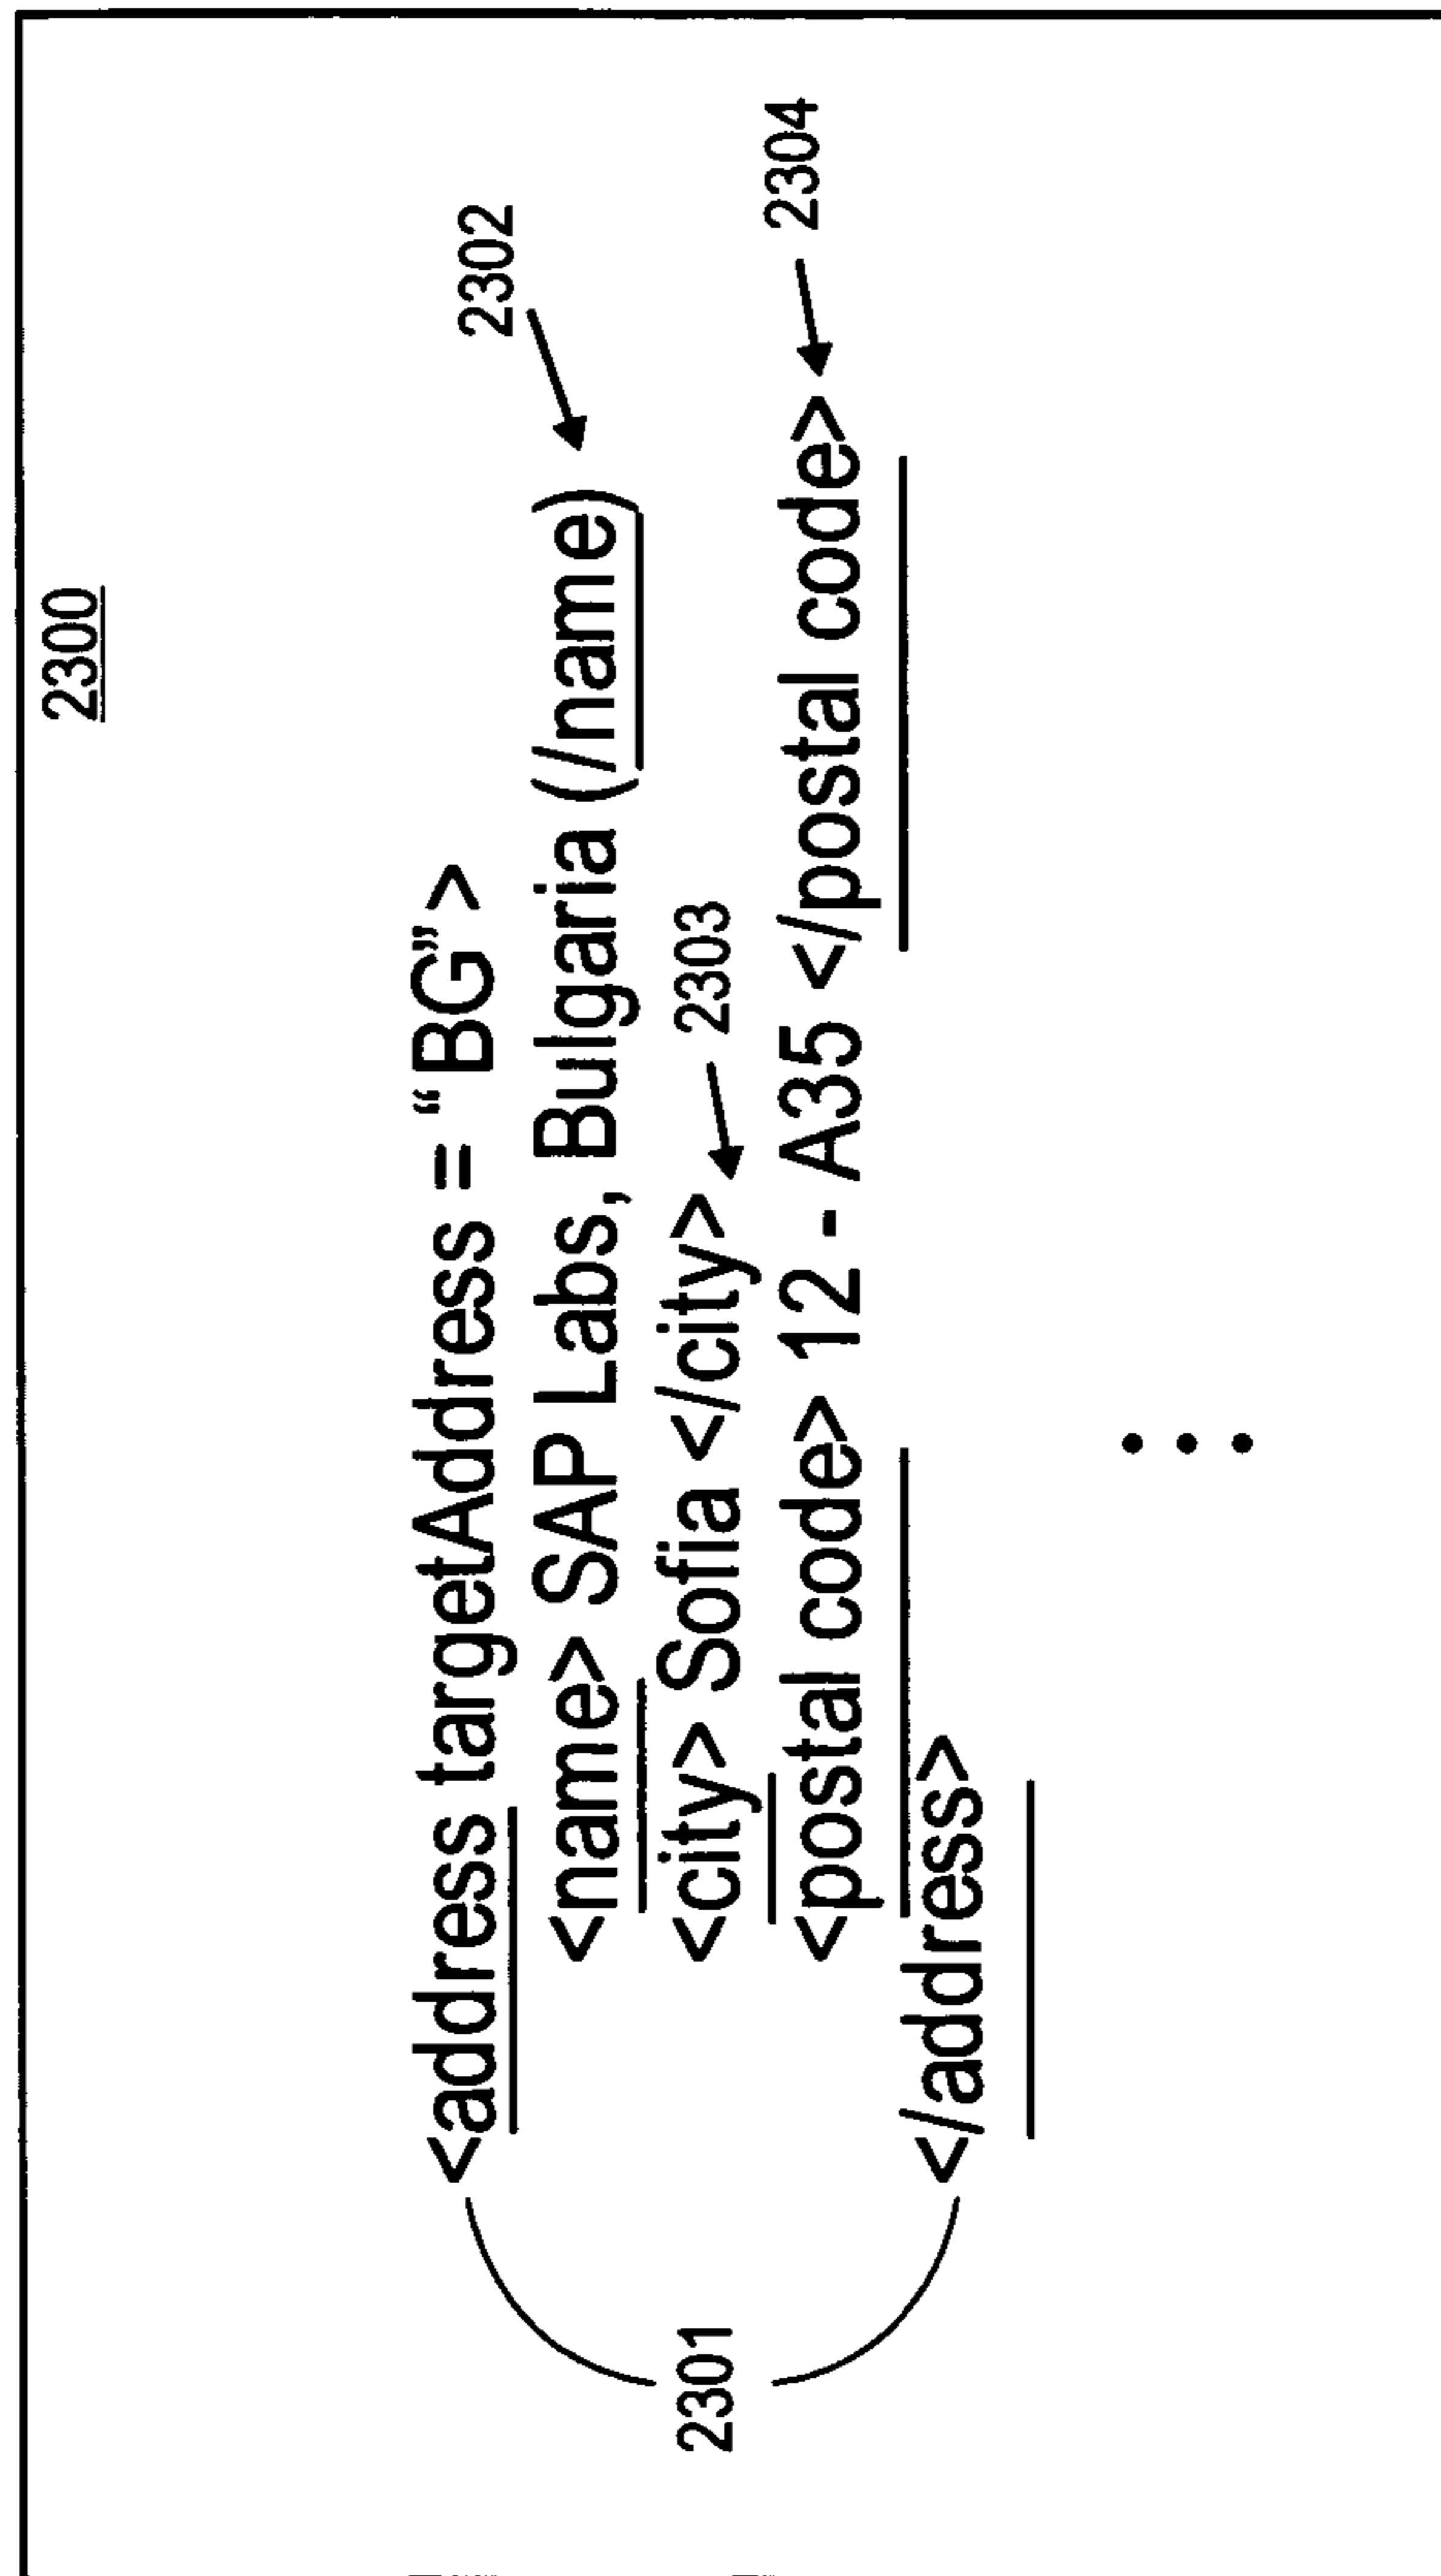 2300
<address targetAddress = “BG”>
2302
<name> SAP Labs, Bulgaria (/name)
2301
<city> Sofia </city>
2303
<postal code> 12 - A35 </postal code>
2304
</address>